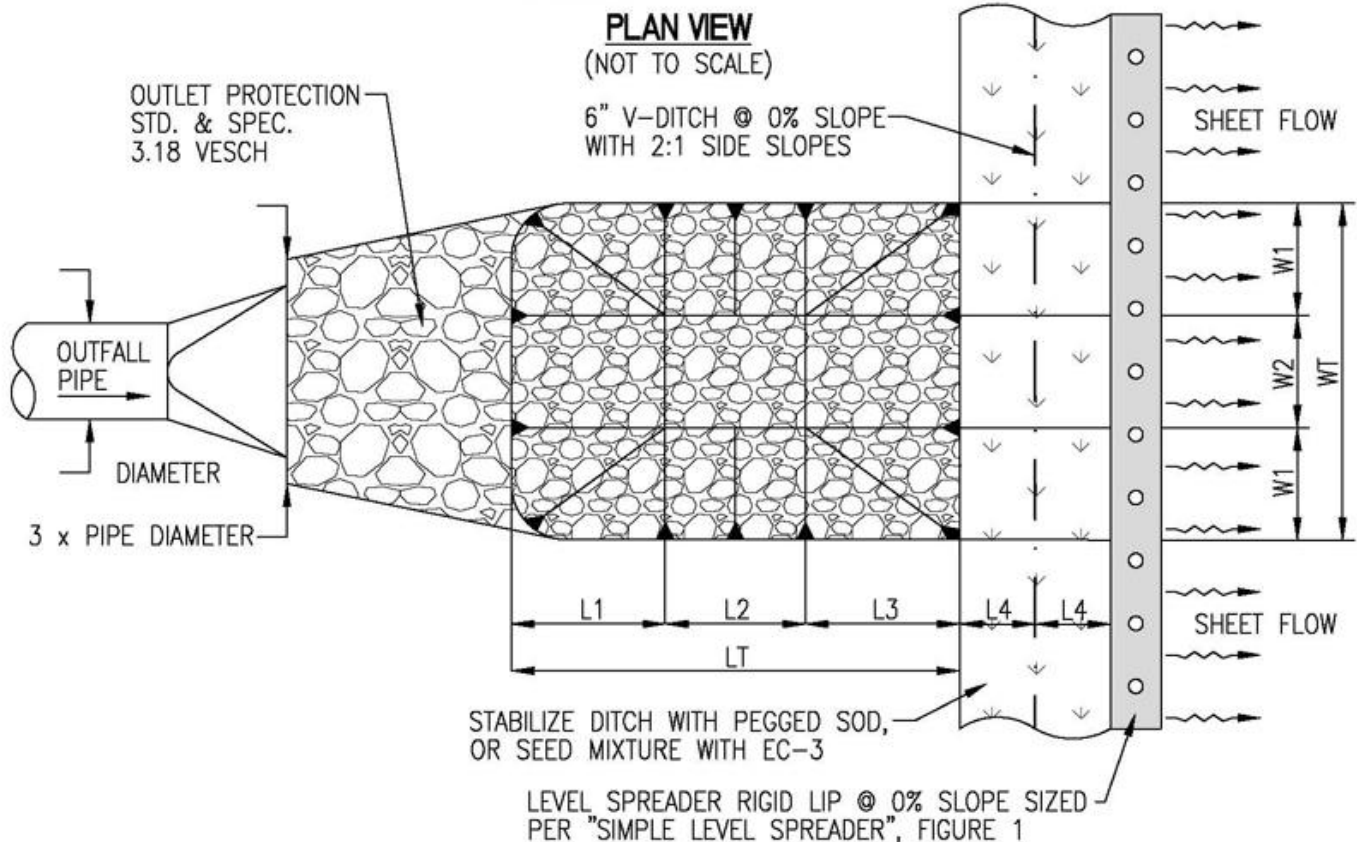 PLAN VIEW
(NOT TO SCALE)
OUTLET PROTECTION
STD. & SPEC.
3.18 VESCH
6" V-DITCH @ 0% SLOPE
WITH 2:1 SIDE SLOPES
SHEET FLOW
OUTFALL
PIPE
DIAMETER
3 x PIPE DIAMETER
W1
W2
WT
W1
L1
L2
L3
L4
L4
LT
SHEET FLOW
STABILIZE DITCH WITH PEGGED SOD,
OR SEED MIXTURE WITH EC-3
LEVEL SPREADER RIGID LIP @ 0% SLOPE SIZED
PER "SIMPLE LEVEL SPREADER", FIGURE 1